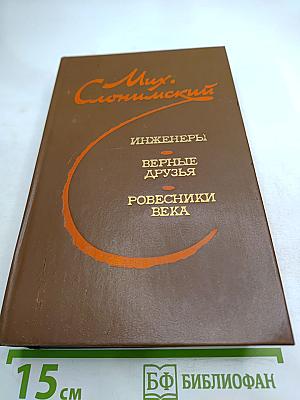 Мих.
Слонимский
ИНЖЕНЕРЫ
ВЕРНЫЕ
ДРУЗЬЯ
РОВЕСНИКИ
ВЕКА
15 см
БФ БИБЛИОФАН